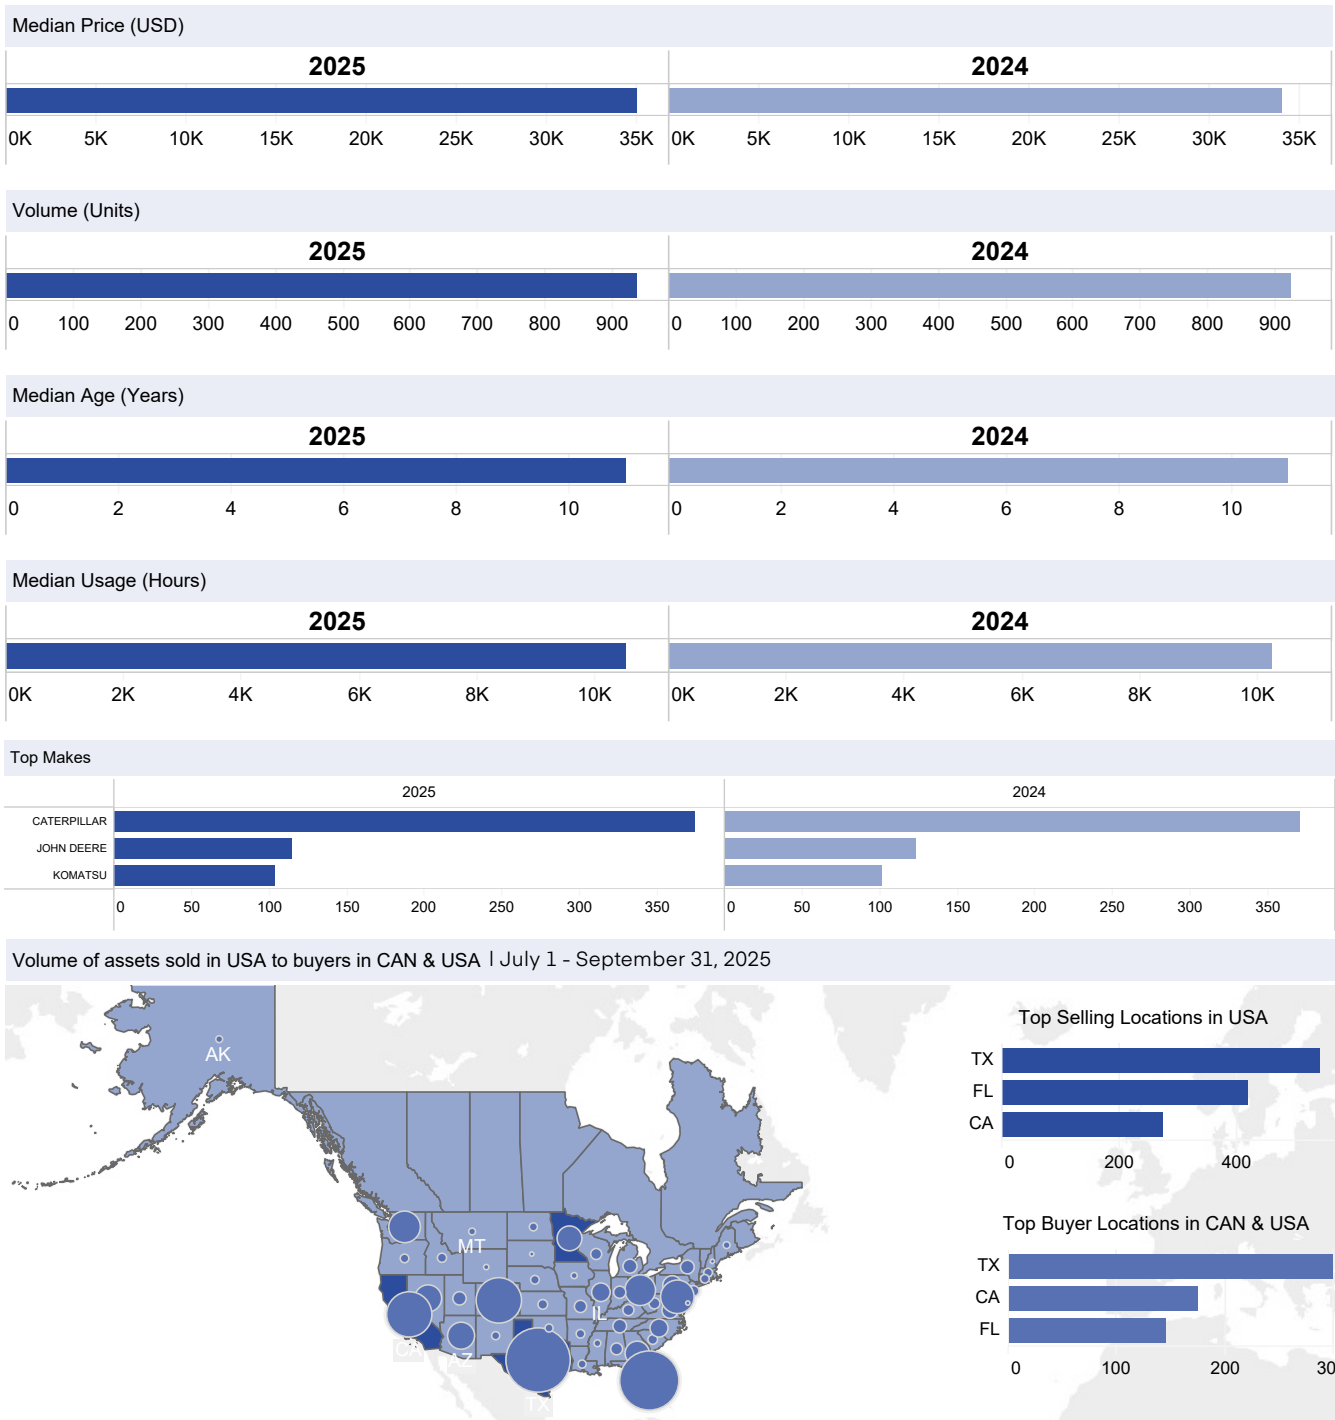 Median Price (USD)
2025 2024
0K 5K 10K 15K 20K 25K 30K 35K 0K 5K 10K 15K 20K 25K 30K 35K
Volume (Units)
2025 2024
0 100 200 300 400 500 600 700 800 900 0 100 200 300 400 500 600 700 800 900
Median Age (Years)
2025 2024
0 2 4 6 8 10 0 2 4 6 8 10
Median Usage (Hours)
2025 2024
0K 2K 4K 6K 8K 10K 0K 2K 4K 6K 8K 10K
Top Makes
2025 2024
CATERPILLAR
JOHN DEERE
KOMATSU
0 50 100 150 200 250 300 350 0 50 100 150 200 250 300 350
Volume of assets sold in USA to buyers in CAN & USA | July 1 - September 31, 2025
AK
MT
IL
CA
AZ
TX
Top Selling Locations in USA
TX
FL
CA
0 200 400
Top Buyer Locations in CAN & USA
TX
CA
FL
0 100 200 30